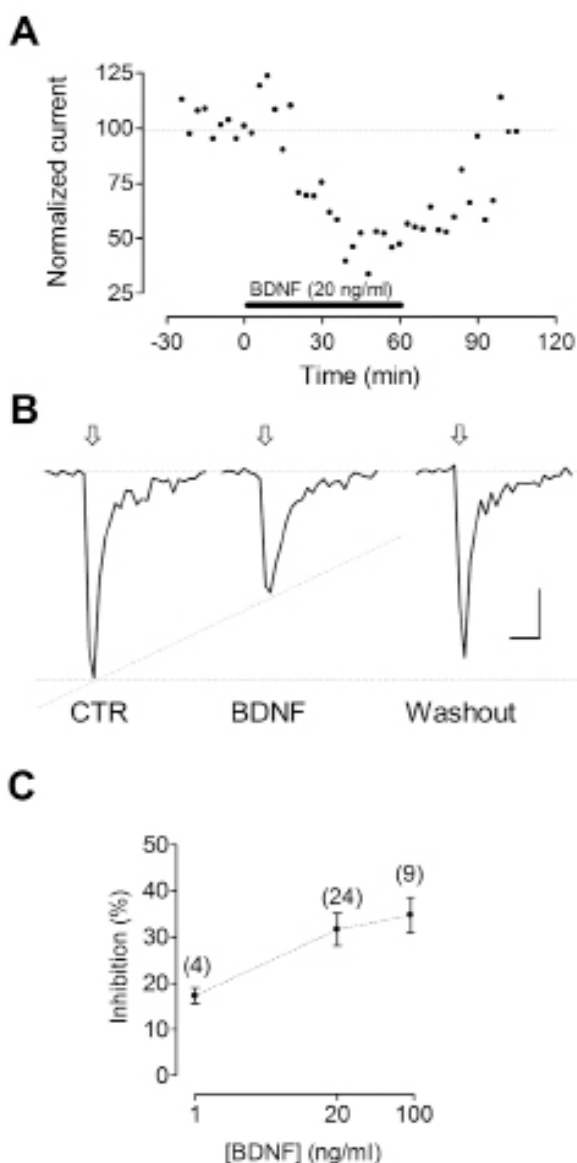 A
Normalized current
125
100
75
50
25
BDNF (20 ng/ml)
-30 0 30 60 90 120
Time (min)
B
CTR BDNF Washout
C
Inhibition (%)
50
40
30
20
10
0
(4)
(24)
(9)
1 20 100
[BDNF] (ng/ml)